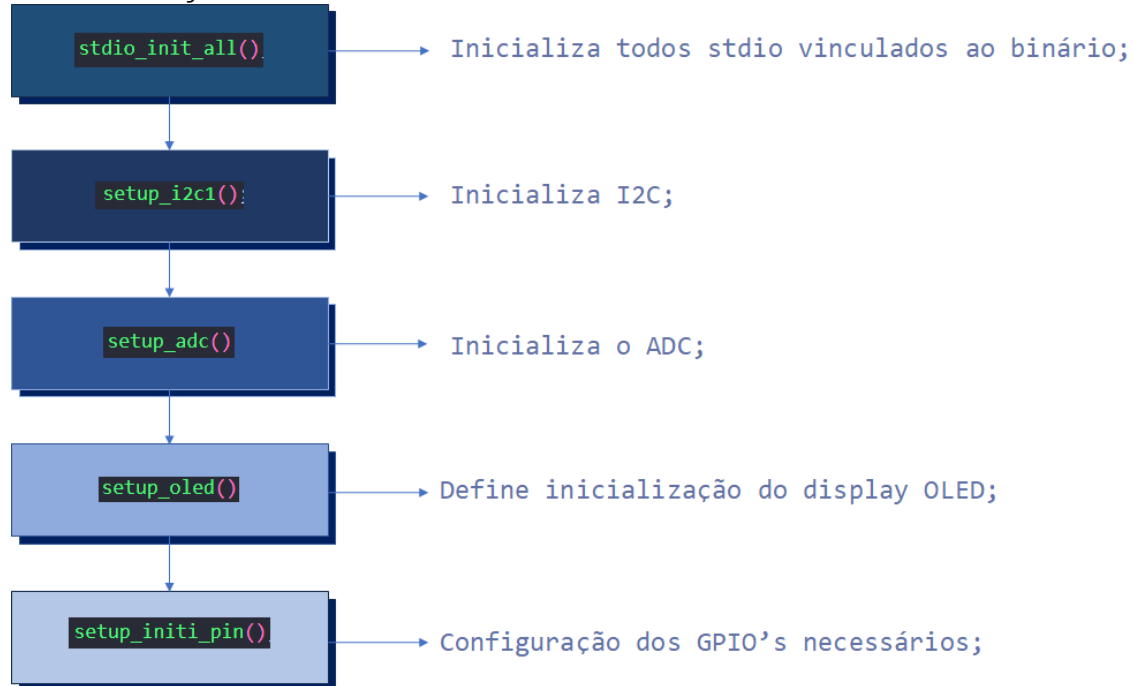 stdio_init_all()
Inicializa todos stdio vinculados ao binário;
setup_i2c1();
Inicializa I2C;
setup_adc()
Inicializa o ADC;
setup_oled()
Define inicialização do display OLED;
setup_initi_pin()
Configuração dos GPIO’s necessários;